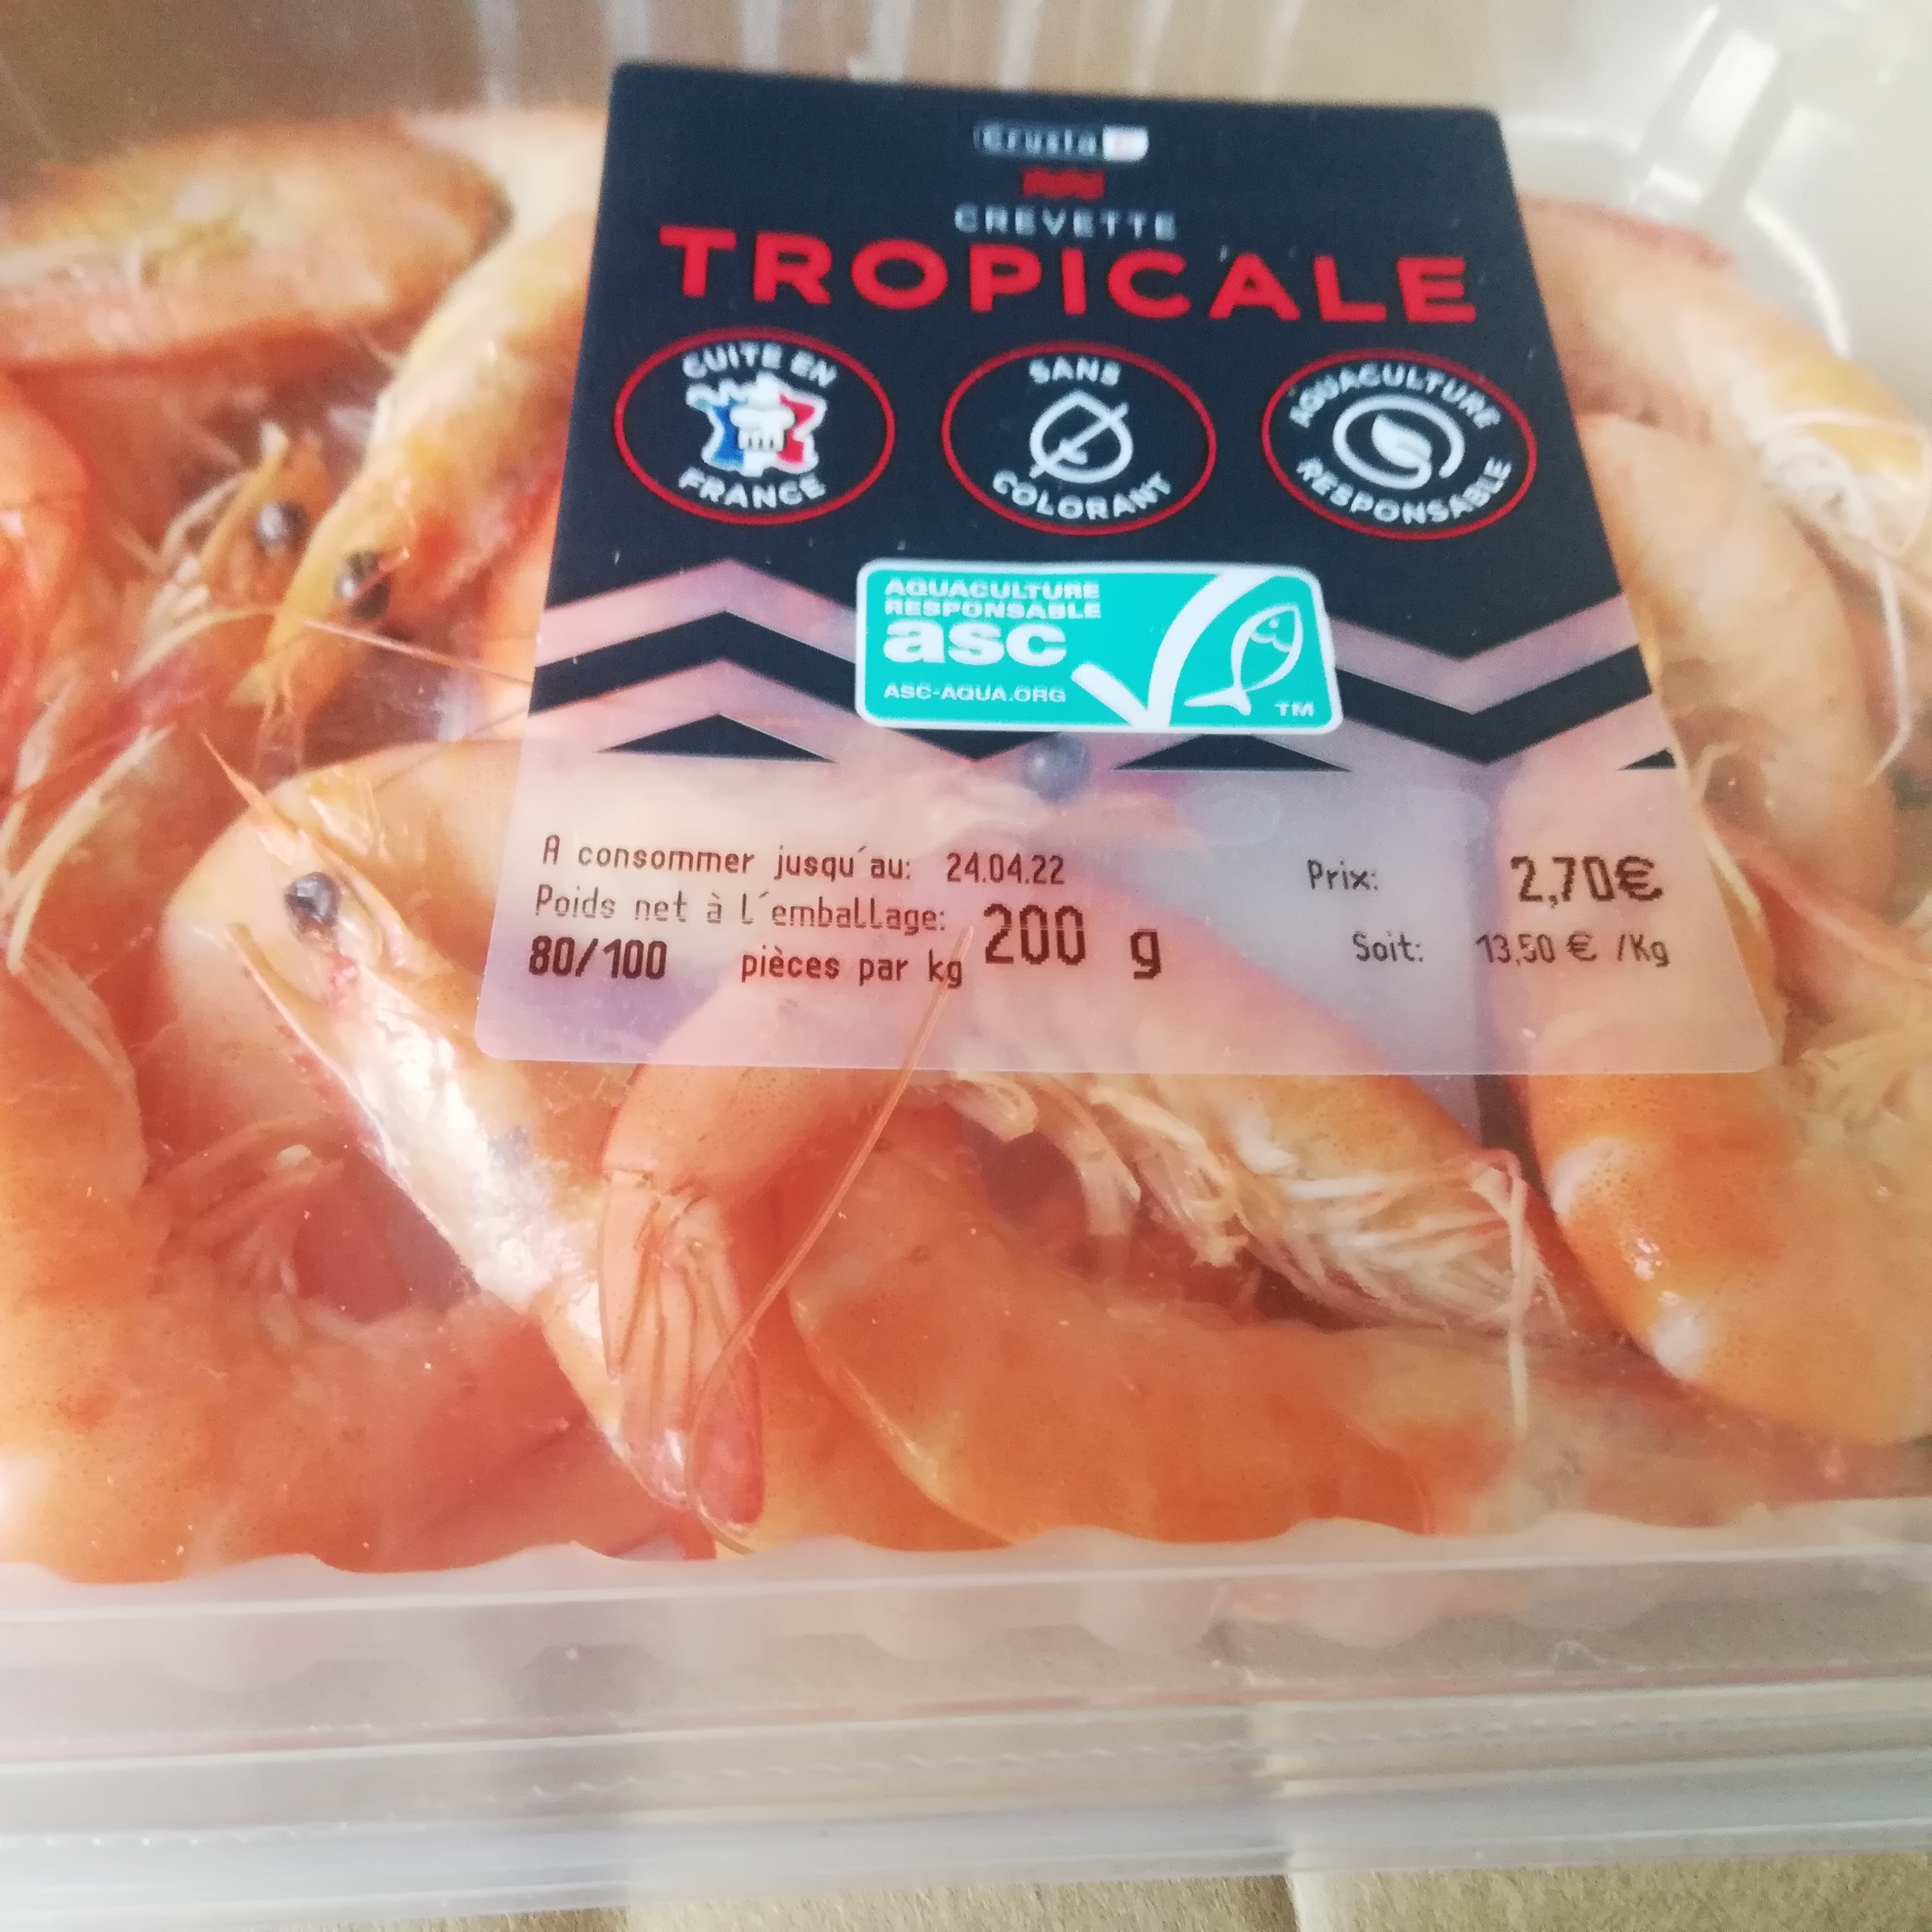 Crusta
CREVETTE
TROPICALE
CUITE EN
FRANCE
SANS
COLORANT
AQUACULTURE
RESPONSABLE
AQUACULTURE
RESPONSABLE
asc
ASC-AQUA.ORG
TM
A consommer jusqu´au: 24.04.22
Poids net à l´emballage: 200 g
80/100 pièces par kg
Prix: 2,70€
Soit: 13,50 € /Kg